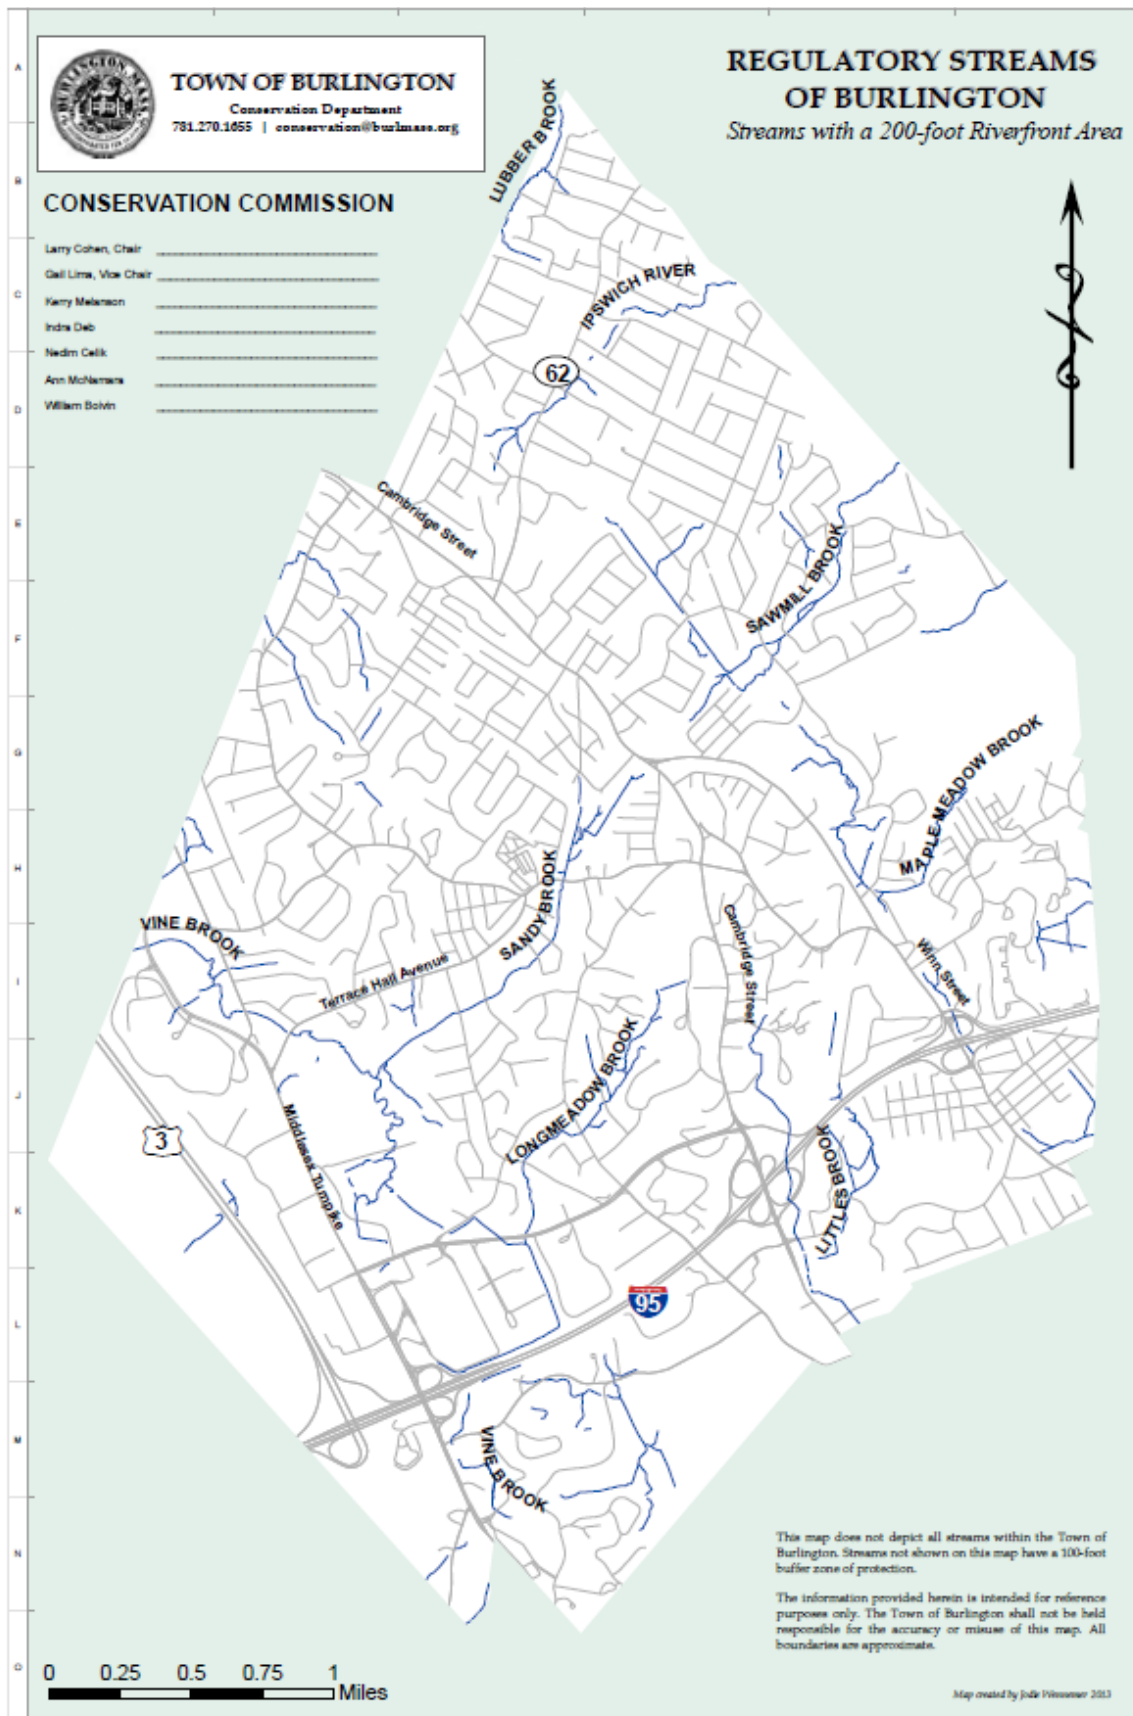 A
B
C
D
E
F
G
H
I
J
K
L
M
N
O
TOWN OF BURLINGTON
Conservation Department
781.270.1655 | conservation@burlmass.org
REGULATORY STREAMS
OF BURLINGTON
Streams with a 200-foot Riverfront Area
CONSERVATION COMMISSION
Larry Cohen, Chair
Gail Lima, Vice Chair
Kerry Melanson
Indra Deb
Nedim Celik
Ann McNamara
William Boivin
LUBBER BROOK
IPSWICH RIVER
62
Cambridge Street
SAWMILL BROOK
MAPLE MEADOW BROOK
SANDY BROOK
VINE BROOK
Terrace Hall Avenue
Cambridge Street
Winn Street
LONGMEADOW BROOK
3
Middlesex Turnpike
LITTLES BROOK
95
VINE BROOK
This map does not depict all streams within the Town of
Burlington. Streams not shown on this map have a 100-foot
buffer zone of protection.
The information provided herein is intended for reference
purposes only. The Town of Burlington shall not be held
responsible for the accuracy or misuse of this map. All
boundaries are approximate.
0 0.25 0.5 0.75 1
Miles
Map created by Jodie Wennemer 2013